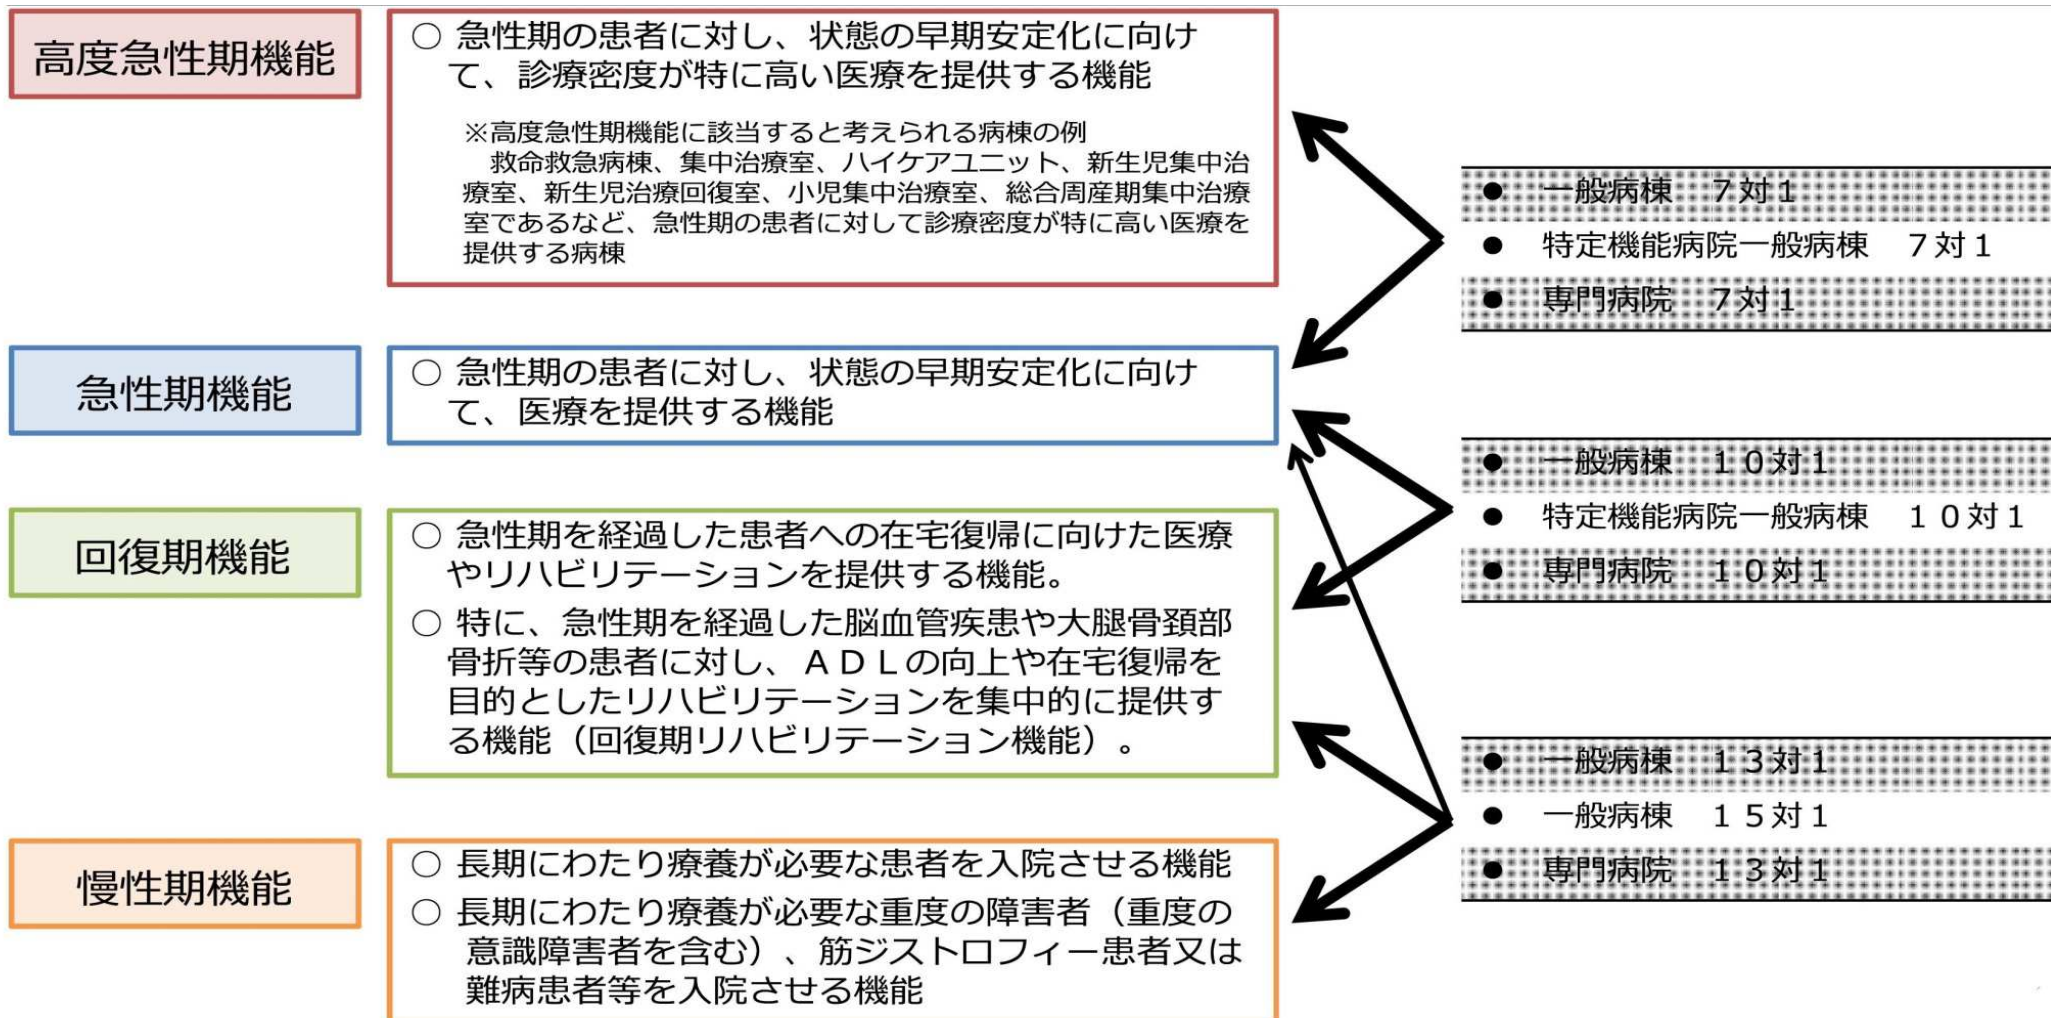 高度急性期機能
○ 急性期の患者に対し、状態の早期安定化に向け
て、診療密度が特に高い医療を提供する機能
※高度急性期機能に該当すると考えられる病棟の例
救命救急病棟、集中治療室、ハイケアユニット、新生児集中治
療室、新生児治療回復室、小児集中治療室、総合周産期集中治療
室であるなど、急性期の患者に対して診療密度が特に高い医療を
提供する病棟
急性期機能
○ 急性期の患者に対し、状態の早期安定化に向け
て、医療を提供する機能
回復期機能
○ 急性期を経過した患者への在宅復帰に向けた医療
やリハビリテーションを提供する機能。
○ 特に、急性期を経過した脳血管疾患や大腿骨頚部
骨折等の患者に対し、ＡＤＬの向上や在宅復帰を
目的としたリハビリテーションを集中的に提供す
る機能（回復期リハビリテーション機能）。
慢性期機能
○ 長期にわたり療養が必要な患者を入院させる機能
○ 長期にわたり療養が必要な重度の障害者（重度の
意識障害者を含む）、筋ジストロフィー患者又は
難病患者等を入院させる機能
● 一般病棟　７対１
● 特定機能病院一般病棟　７対１
● 専門病院　７対１
● 一般病棟　１０対１
● 特定機能病院一般病棟　１０対１
● 専門病院　１０対１
● 一般病棟　１３対１
● 一般病棟　１５対１
● 専門病院　１３対１